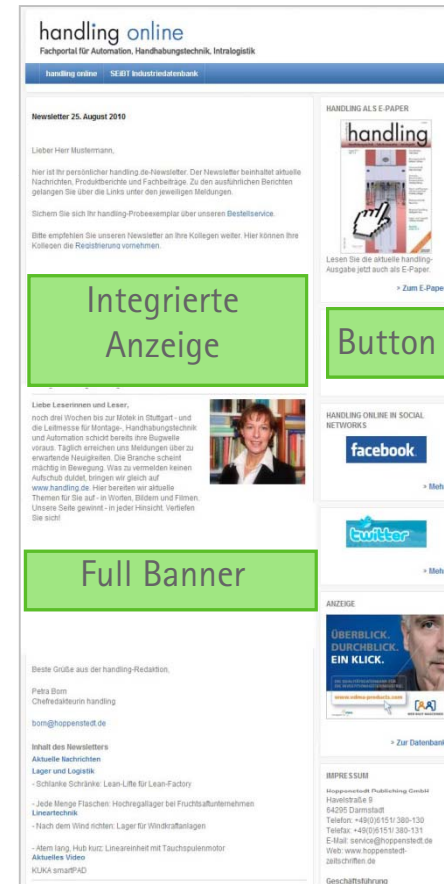 handling online
Fachportal für Automation, Handhabungstechnik, Intralogistik
handling online SEIBT Industriedatenbank
Newsletter 25. August 2010
Lieber Herr Mustermann,
hier ist Ihr persönlicher handling.de-Newsletter. Der Newsletter beinhaltet aktuelle
Nachrichten, Produktberichte und Fachbeiträge. Zu den ausführlichen Berichten
gelangen Sie über die Links unter den jeweiligen Meldungen.
Sichern Sie sich Ihr handling-Probeexemplar über unseren Bestellservice.
Bitte empfehlen Sie unseren Newsletter an Ihre Kollegen weiter. Hier können Ihre
Kollegen die Registrierung vornehmen.
Integrierte
Anzeige
Liebe Leserinnen und Leser,
noch drei Wochen bis zur Motek in Stuttgart - und
die Leitmesse für Montage-, Handhabungstechnik
und Automation schickt bereits ihre Bugwelle
voraus. Täglich erreichen uns Meldungen über zu
erwartende Neuigkeiten. Die Branche scheint
mächtig in Bewegung. Was zu vermelden keinen
Aufschub duldet, bringen wir gleich auf
www.handling.de. Hier bereiten wir aktuelle
Themen für Sie auf - in Worten, Bildern und Filmen.
Unsere Seite gewinnt - in jeder Hinsicht. Vertiefen
Sie sich!
Full Banner
Beste Grüße aus der handling-Redaktion,
Petra Born
Chefredakteurin handling
born@hoppenstedt.de
Inhalt des Newsletters
Aktuelle Nachrichten
Lager und Logistik
- Schlanke Schränke: Lean-Lifte für Lean-Factory
- Jede Menge Flaschen: Hochregallager bei Fruchtsaftunternehmen
Lineartechnik
- Nach dem Wind richten: Lager für Windkraftanlagen
- Atem lang, Hub kurz: Lineareinheit mit Tauchspulenmotor
Aktuelles Video
KUKA smartPAD
HANDLING ALS E-PAPER
handling
Lesen Sie die aktuelle handling-
Ausgabe jetzt auch als E-Paper.
» Zum E-Paper
Button
HANDLING ONLINE IN SOCIAL
NETWORKS
facebook
» Meh
twitter
» Meh
ANZEIGE
ÜBERBLICK.
DURCHBLICK.
EIN KLICK.
www.vdma-products.com
» Zur Datenbank
IMPRESSUM
Hoppenstedt Publishing GmbH
Havelstraße 9
64295 Darmstadt
Telefon: +49(0)6151/ 380-130
Telefax: +49(0)6151/ 380-131
E-Mail: service@hoppenstedt.de
Web: www.hoppenstedt-
zeitschriften.de
Geschäftsführung